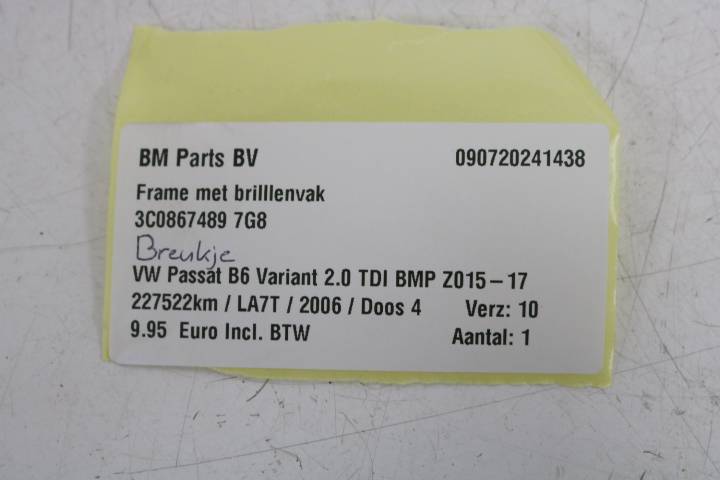 BM Parts BV 090720241438
Frame met brilllenvak
3C0867489 7G8
Breukje
VW Passat B6 Variant 2.0 TDI BMP Z015-17
227522km / LA7T / 2006 / Doos 4 Verz: 10
9.95 Euro Incl. BTW Aantal: 1